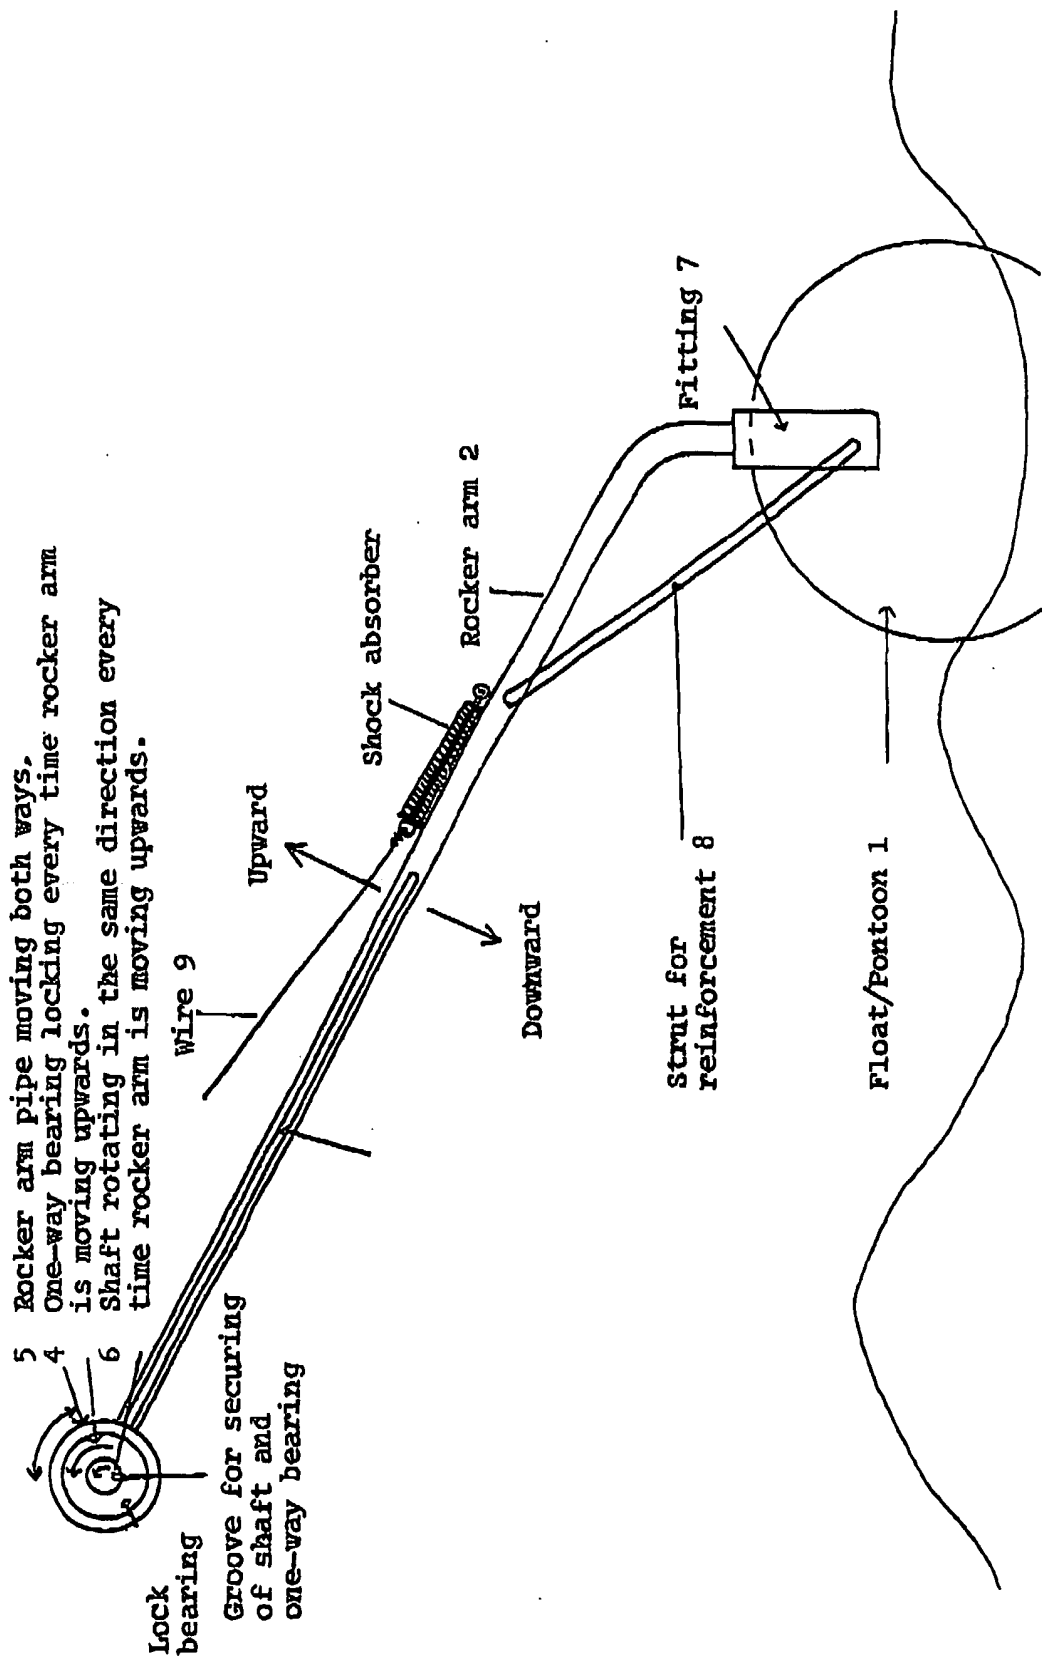 5 Rocker arm pipe moving both ways.
4 One-way bearing locking every time rocker arm
is moving upwards.
6 Shaft rotating in the same direction every
time rocker arm is moving upwards.
Lock
bearing
Groove for securing
of shaft and
one-way bearing
Wire 9
Upward
Downward
Shock absorber
Rocker arm 2
Fitting 7
Strut for
reinforcement 8
Float/Pontoon 1